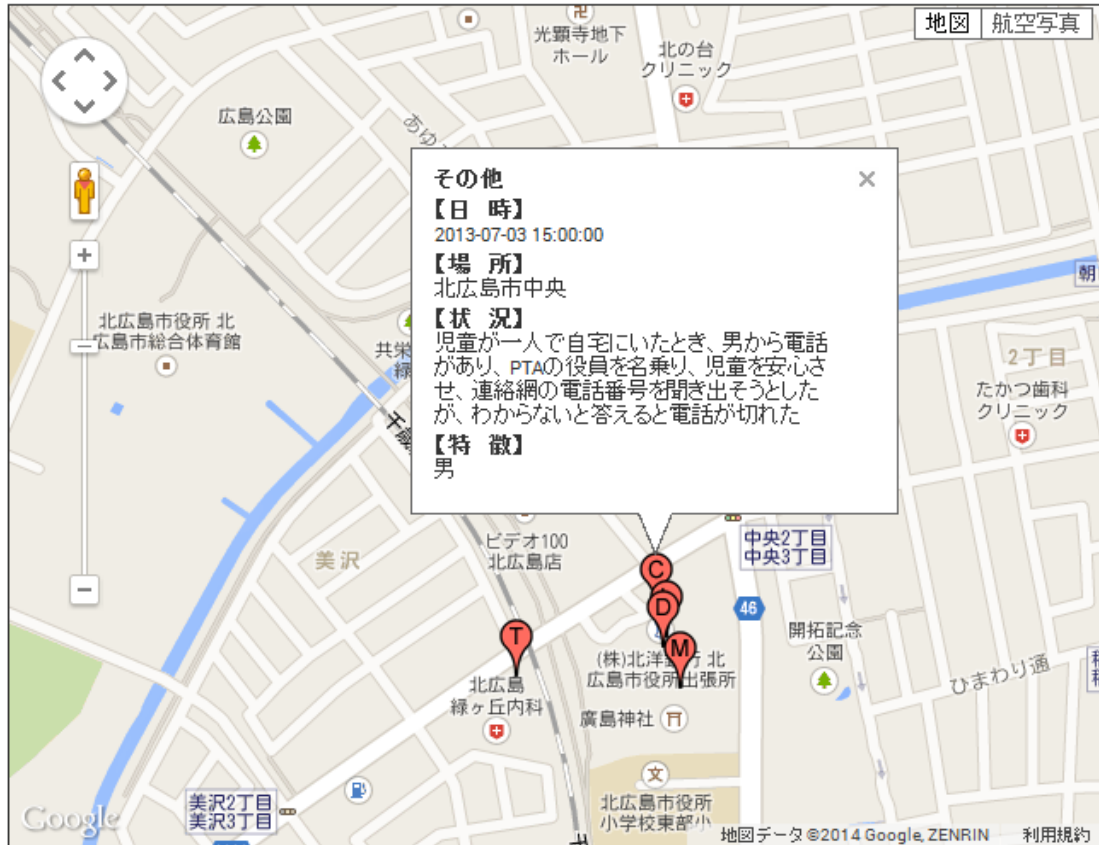 地図
航空写真
卍
光顕寺地下
ホール
北の台
クリニック
広島公園
あゆ
その他
【日 時】
2013-07-03 15:00:00
【場 所】
北広島市中央
【状 況】
児童が一人で自宅にいたとき、男から電話
があり、PTAの役員を名乗り、児童を安心さ
せ、連絡網の電話番号を聞き出そうとした
が、わからないと答えると電話が切れた
【特 徴】
男
朝
北広島市役所 北
広島市総合体育館
共栄
緑
2丁目
たかつ歯科
クリニック
千歳
ビデオ100
北広島店
美沢
中央2丁目
中央3丁目
C
D
T
M
46
開拓記念
公園
(株)北洋銀行 北
広島市役所出張所
ひまわり通
北広島
緑ヶ丘内科
廣島神社
文
北広島市役所
小学校東部小
美沢2丁目
美沢3丁目
千
Google
地図データ ©2014 Google, ZENRIN
利用規約